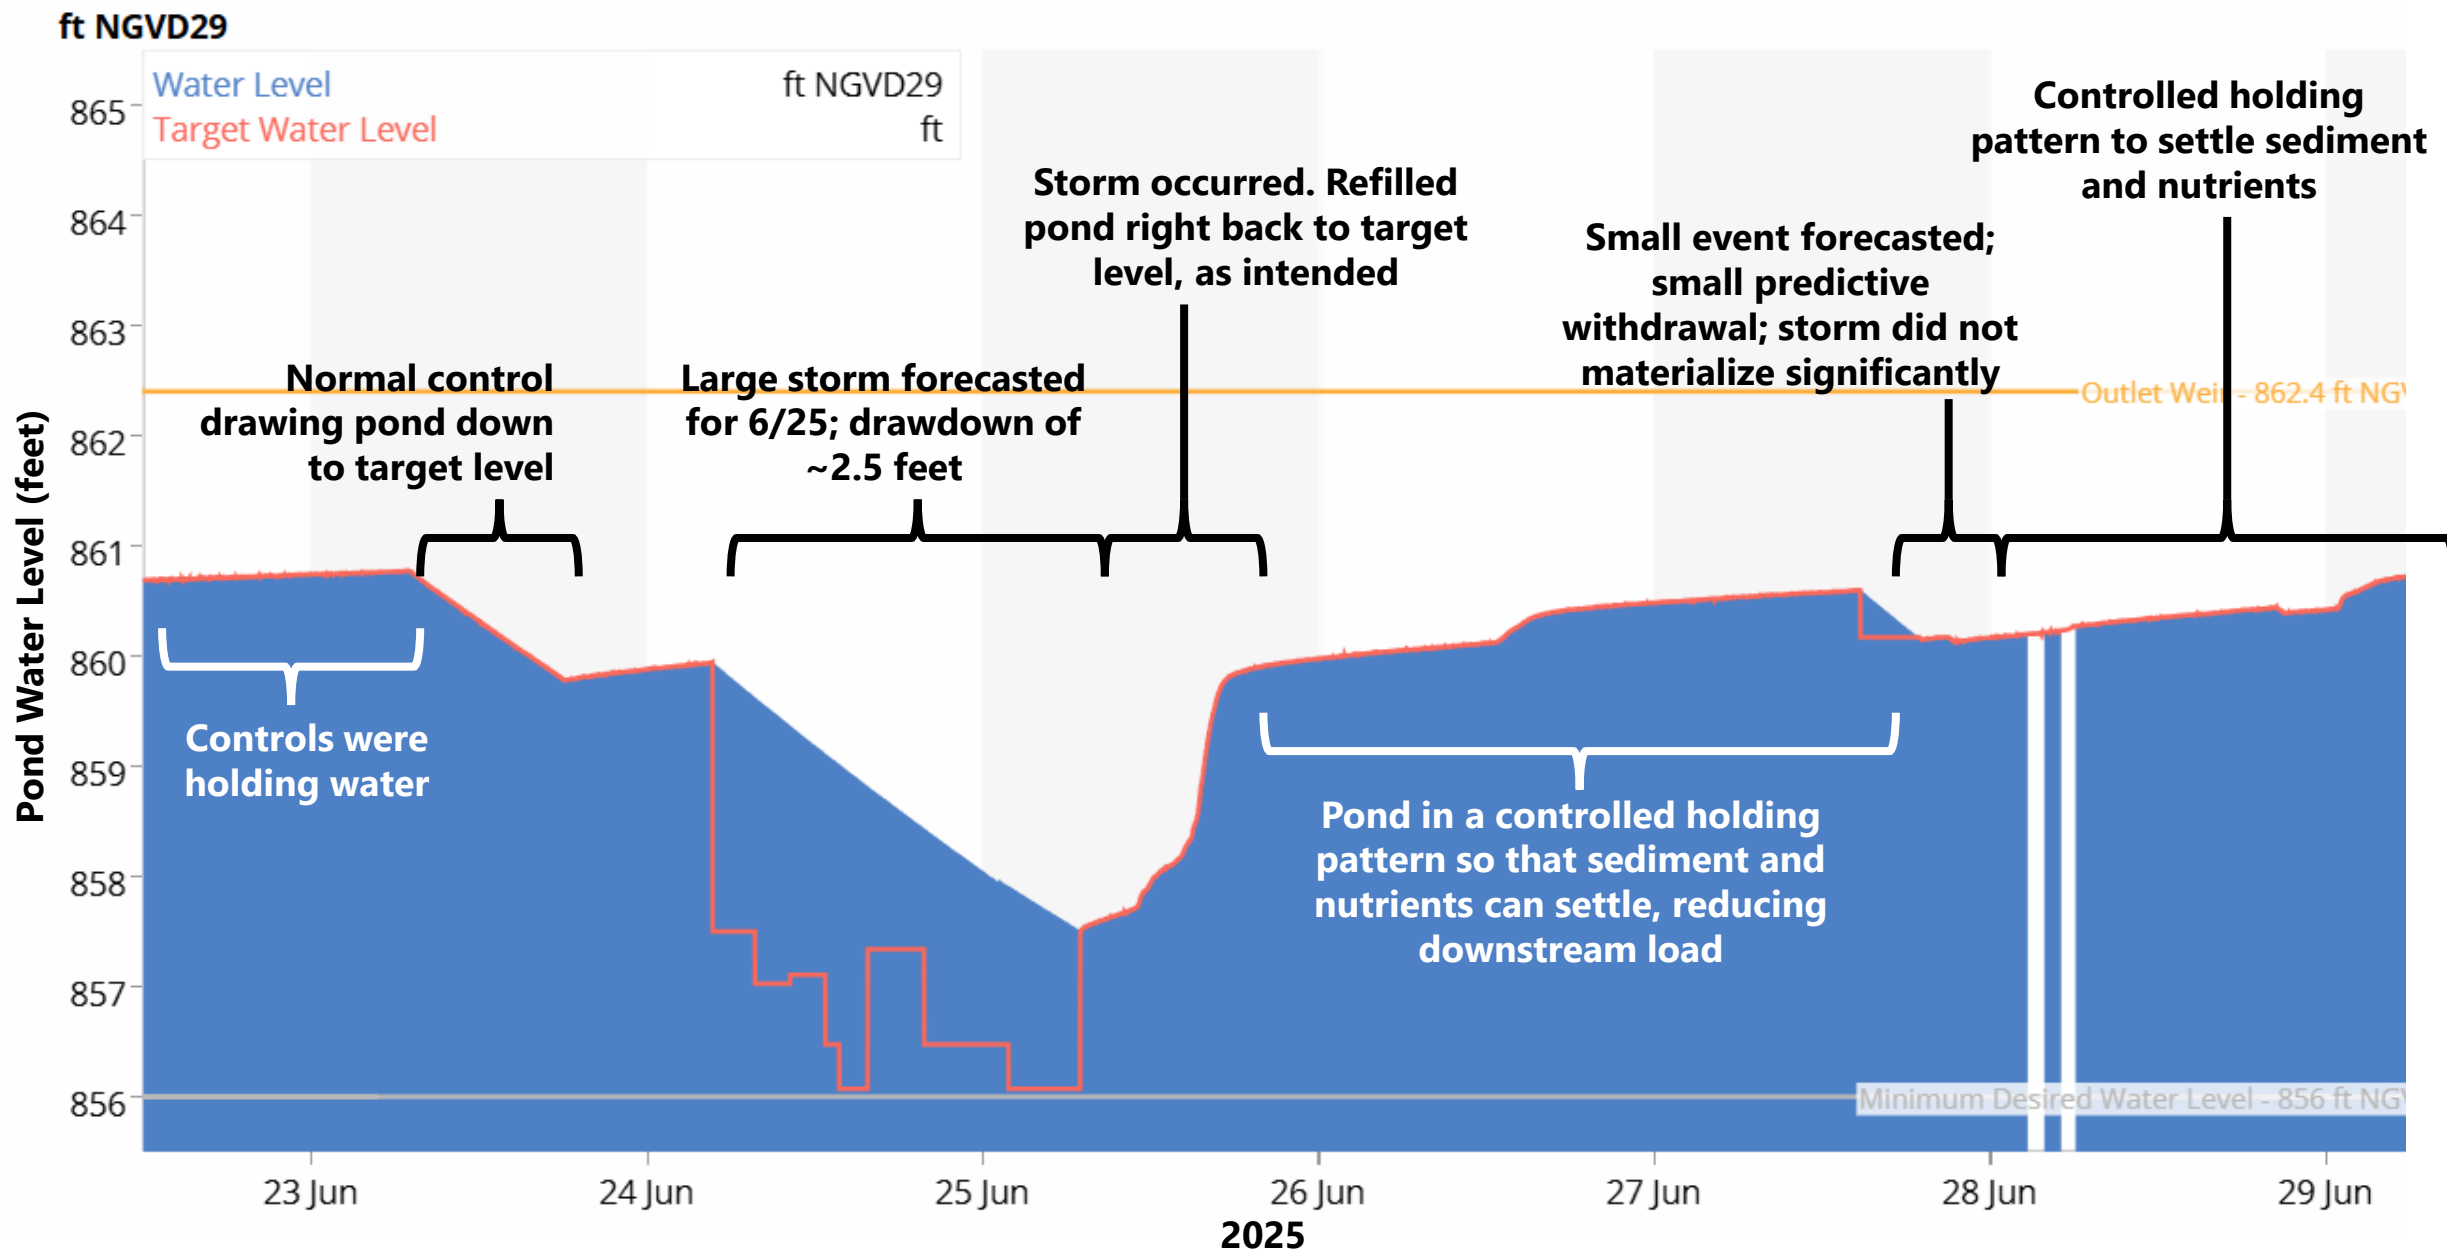 ft NGVD29
Water Level ft NGVD29
Target Water Level ft
865
864
863
862
861
860
859
858
857
856
Pond Water Level (feet)
Normal control
drawing pond down
to target level
Large storm forecasted
for 6/25; drawdown of
~2.5 feet
Storm occurred. Refilled
pond right back to target
level, as intended
Small event forecasted;
small predictive
withdrawal; storm did not
materialize significantly
Controlled holding
pattern to settle sediment
and nutrients
Outlet Weir - 862.4 ft NGV
Controls were
holding water
Pond in a controlled holding
pattern so that sediment and
nutrients can settle, reducing
downstream load
Minimum Desired Water Level - 856 ft NGV
23 Jun
24 Jun
25 Jun
26 Jun
27 Jun
28 Jun
29 Jun
2025